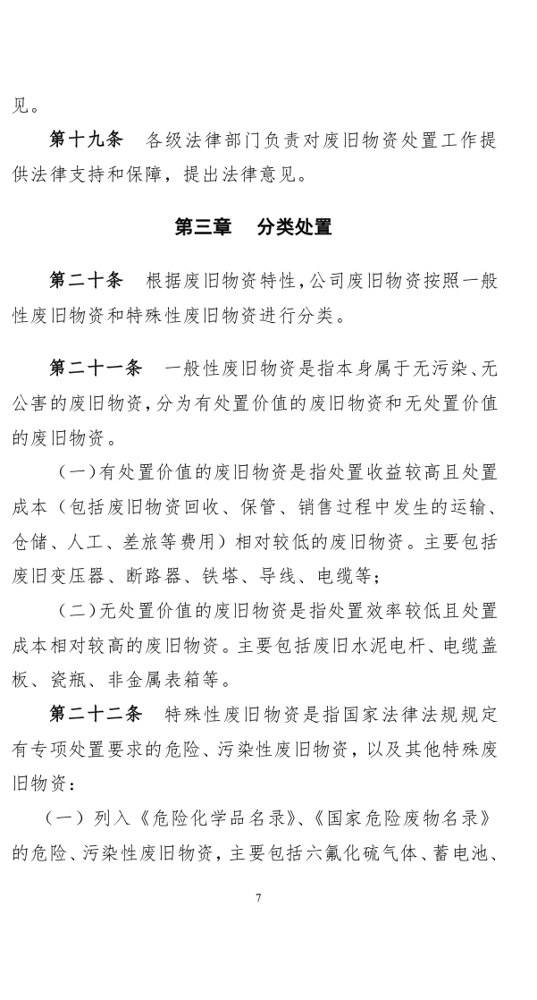 见。
第十九条　各级法律部门负责对废旧物资处置工作提
供法律支持和保障，提出法律意见。
第三章　分类处置
第二十条　根据废旧物资特性，公司废旧物资按照一般
性废旧物资和特殊性废旧物资进行分类。
第二十一条　一般性废旧物资是指本身属于无污染、无
公害的废旧物资，分为有处置价值的废旧物资和无处置价值
的废旧物资。
（一）有处置价值的废旧物资是指处置收益较高且处置
成本（包括废旧物资回收、保管、销售过程中发生的运输、
仓储、人工、差旅等费用）相对较低的废旧物资。主要包括
废旧变压器、断路器、铁塔、导线、电缆等；
（二）无处置价值的废旧物资是指处置效率较低且处置
成本相对较高的废旧物资。主要包括废旧水泥电杆、电缆盖
板、瓷瓶、非金属表箱等。
第二十二条　特殊性废旧物资是指国家法律法规规定
有专项处置要求的危险、污染性废旧物资，以及其他特殊废
旧物资：
（一）列入《危险化学品名录》、《国家危险废物名录》
的危险、污染性废旧物资，主要包括六氟化硫气体、蓄电池、
7